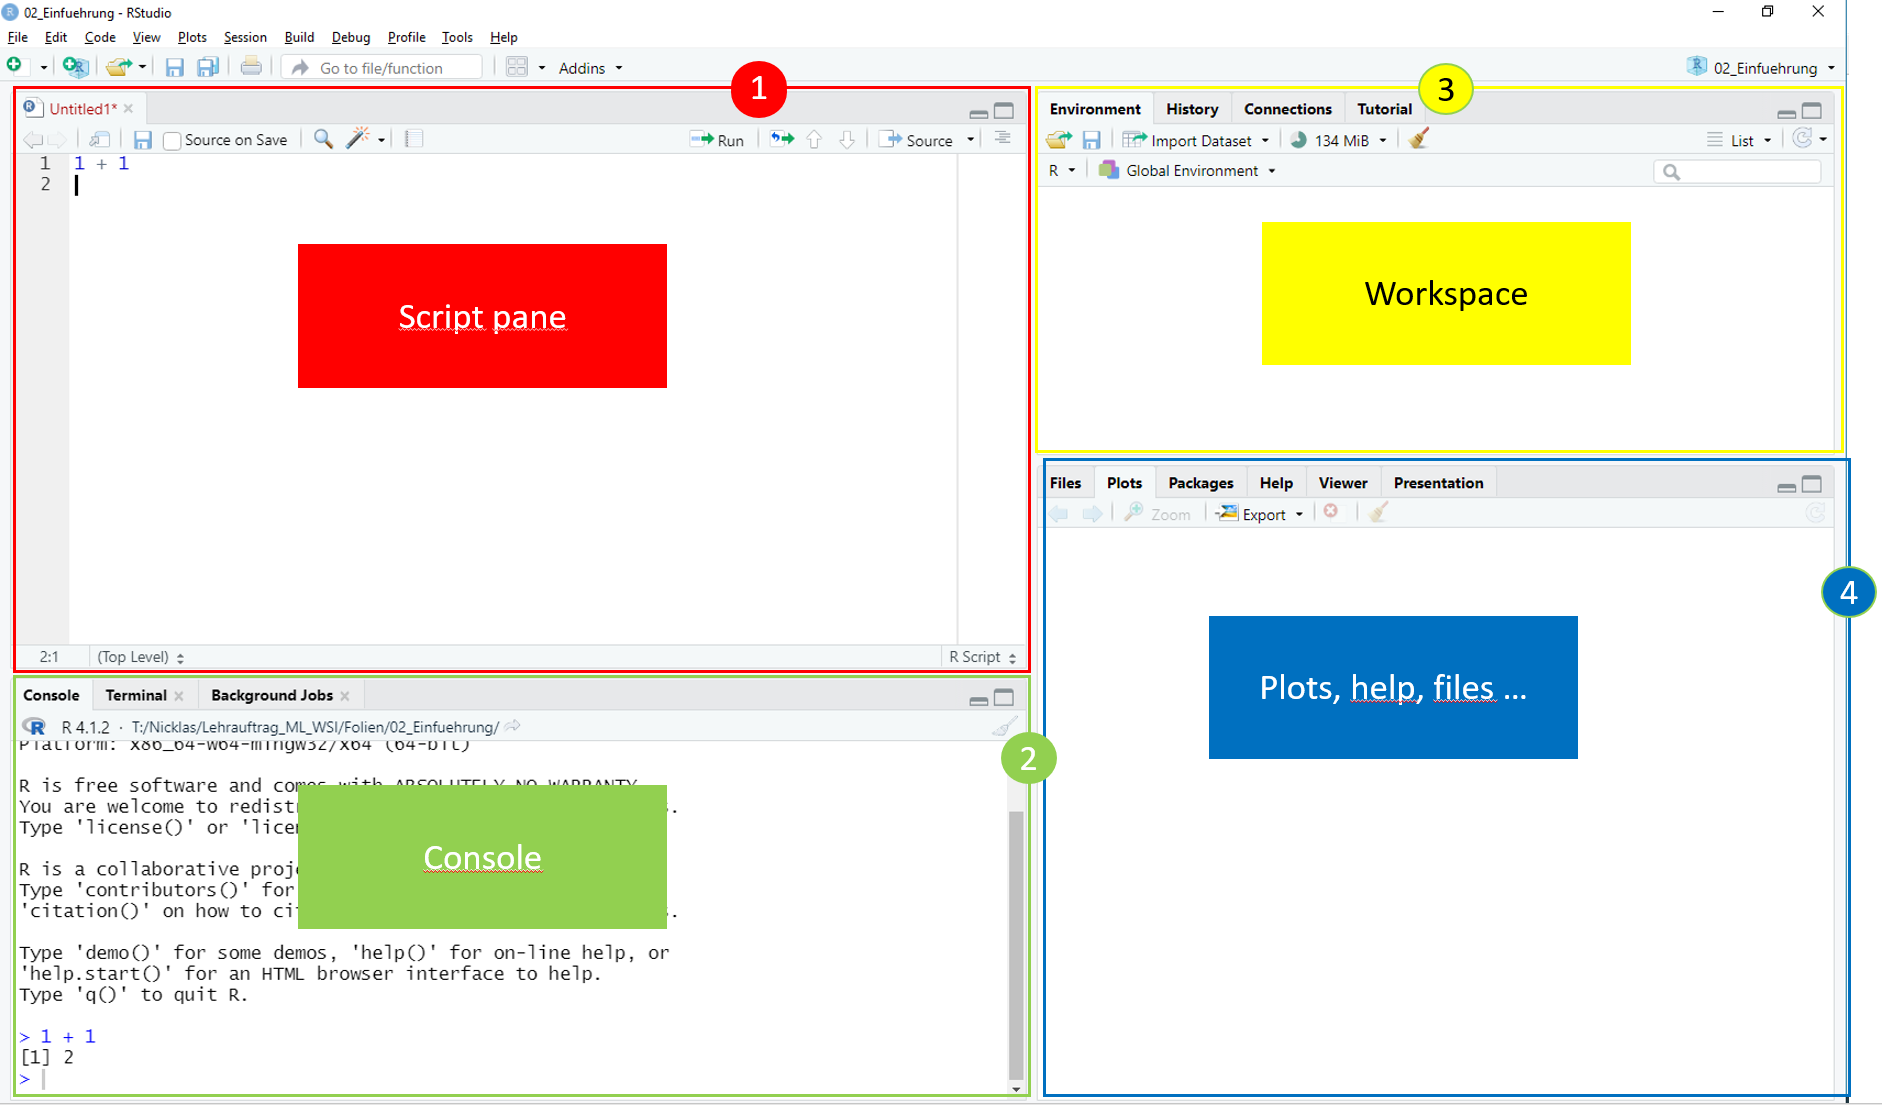 02_Einfuehrung - RStudio
File Edit Code View Plots Session Build Debug Profile Tools Help
Go to file/function Addins 02_Einfuehrung
1
Untitled1*
Source on Save Run Source
1 1 + 1
2
Script pane
2:1 (Top Level) R Script
Console Terminal Background Jobs
R 4.1.2 · T:/Nicklas/Lehrauftrag_ML_WSI/Folien/02_Einfuehrung/
Platform: x86_64-w64-mingw32/x64 (64-bit)
2
R is free software and comes with ABSOLUTELY NO WARRANTY
You are welcome to redist .
Type 'license()' or 'licen
Console
R is a collaborative proj
Type 'contributors()' for
'citation()' on how to ci .
Type 'demo()' for some demos, 'help()' for on-line help, or
'help.start()' for an HTML browser interface to help.
Type 'q()' to quit R.
> 1 + 1
[1] 2
>
3
Environment History Connections Tutorial
Import Dataset 134 MiB List
R Global Environment
Workspace
Files Plots Packages Help Viewer Presentation
Zoom Export
4
Plots, help, files ...